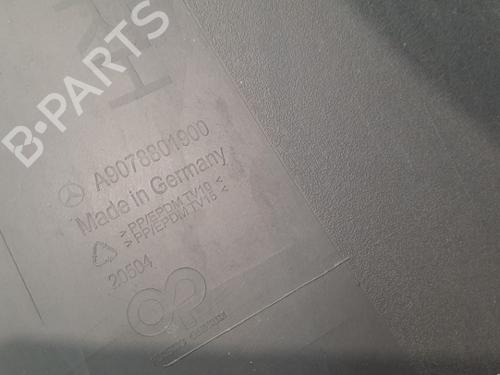 B-PARTS
A9078801900
Made in Germany
>PP/EPDM TV10<
>PP/EPDM TV15<
20504